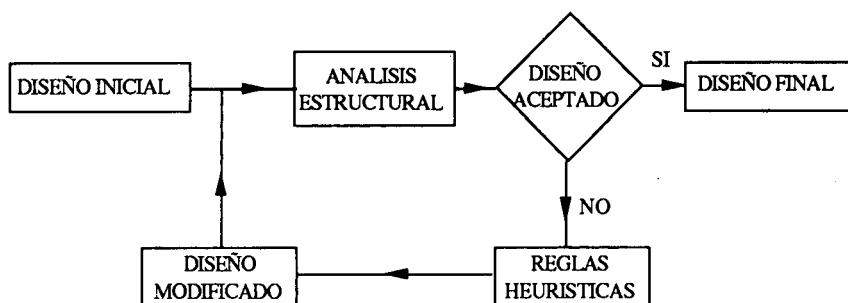 DISEÑO INICIAL
ANALISIS
ESTRUCTURAL
DISEÑO
ACEPTADO
SI
DISEÑO FINAL
NO
REGLAS
HEURISTICAS
DISEÑO
MODIFICADO